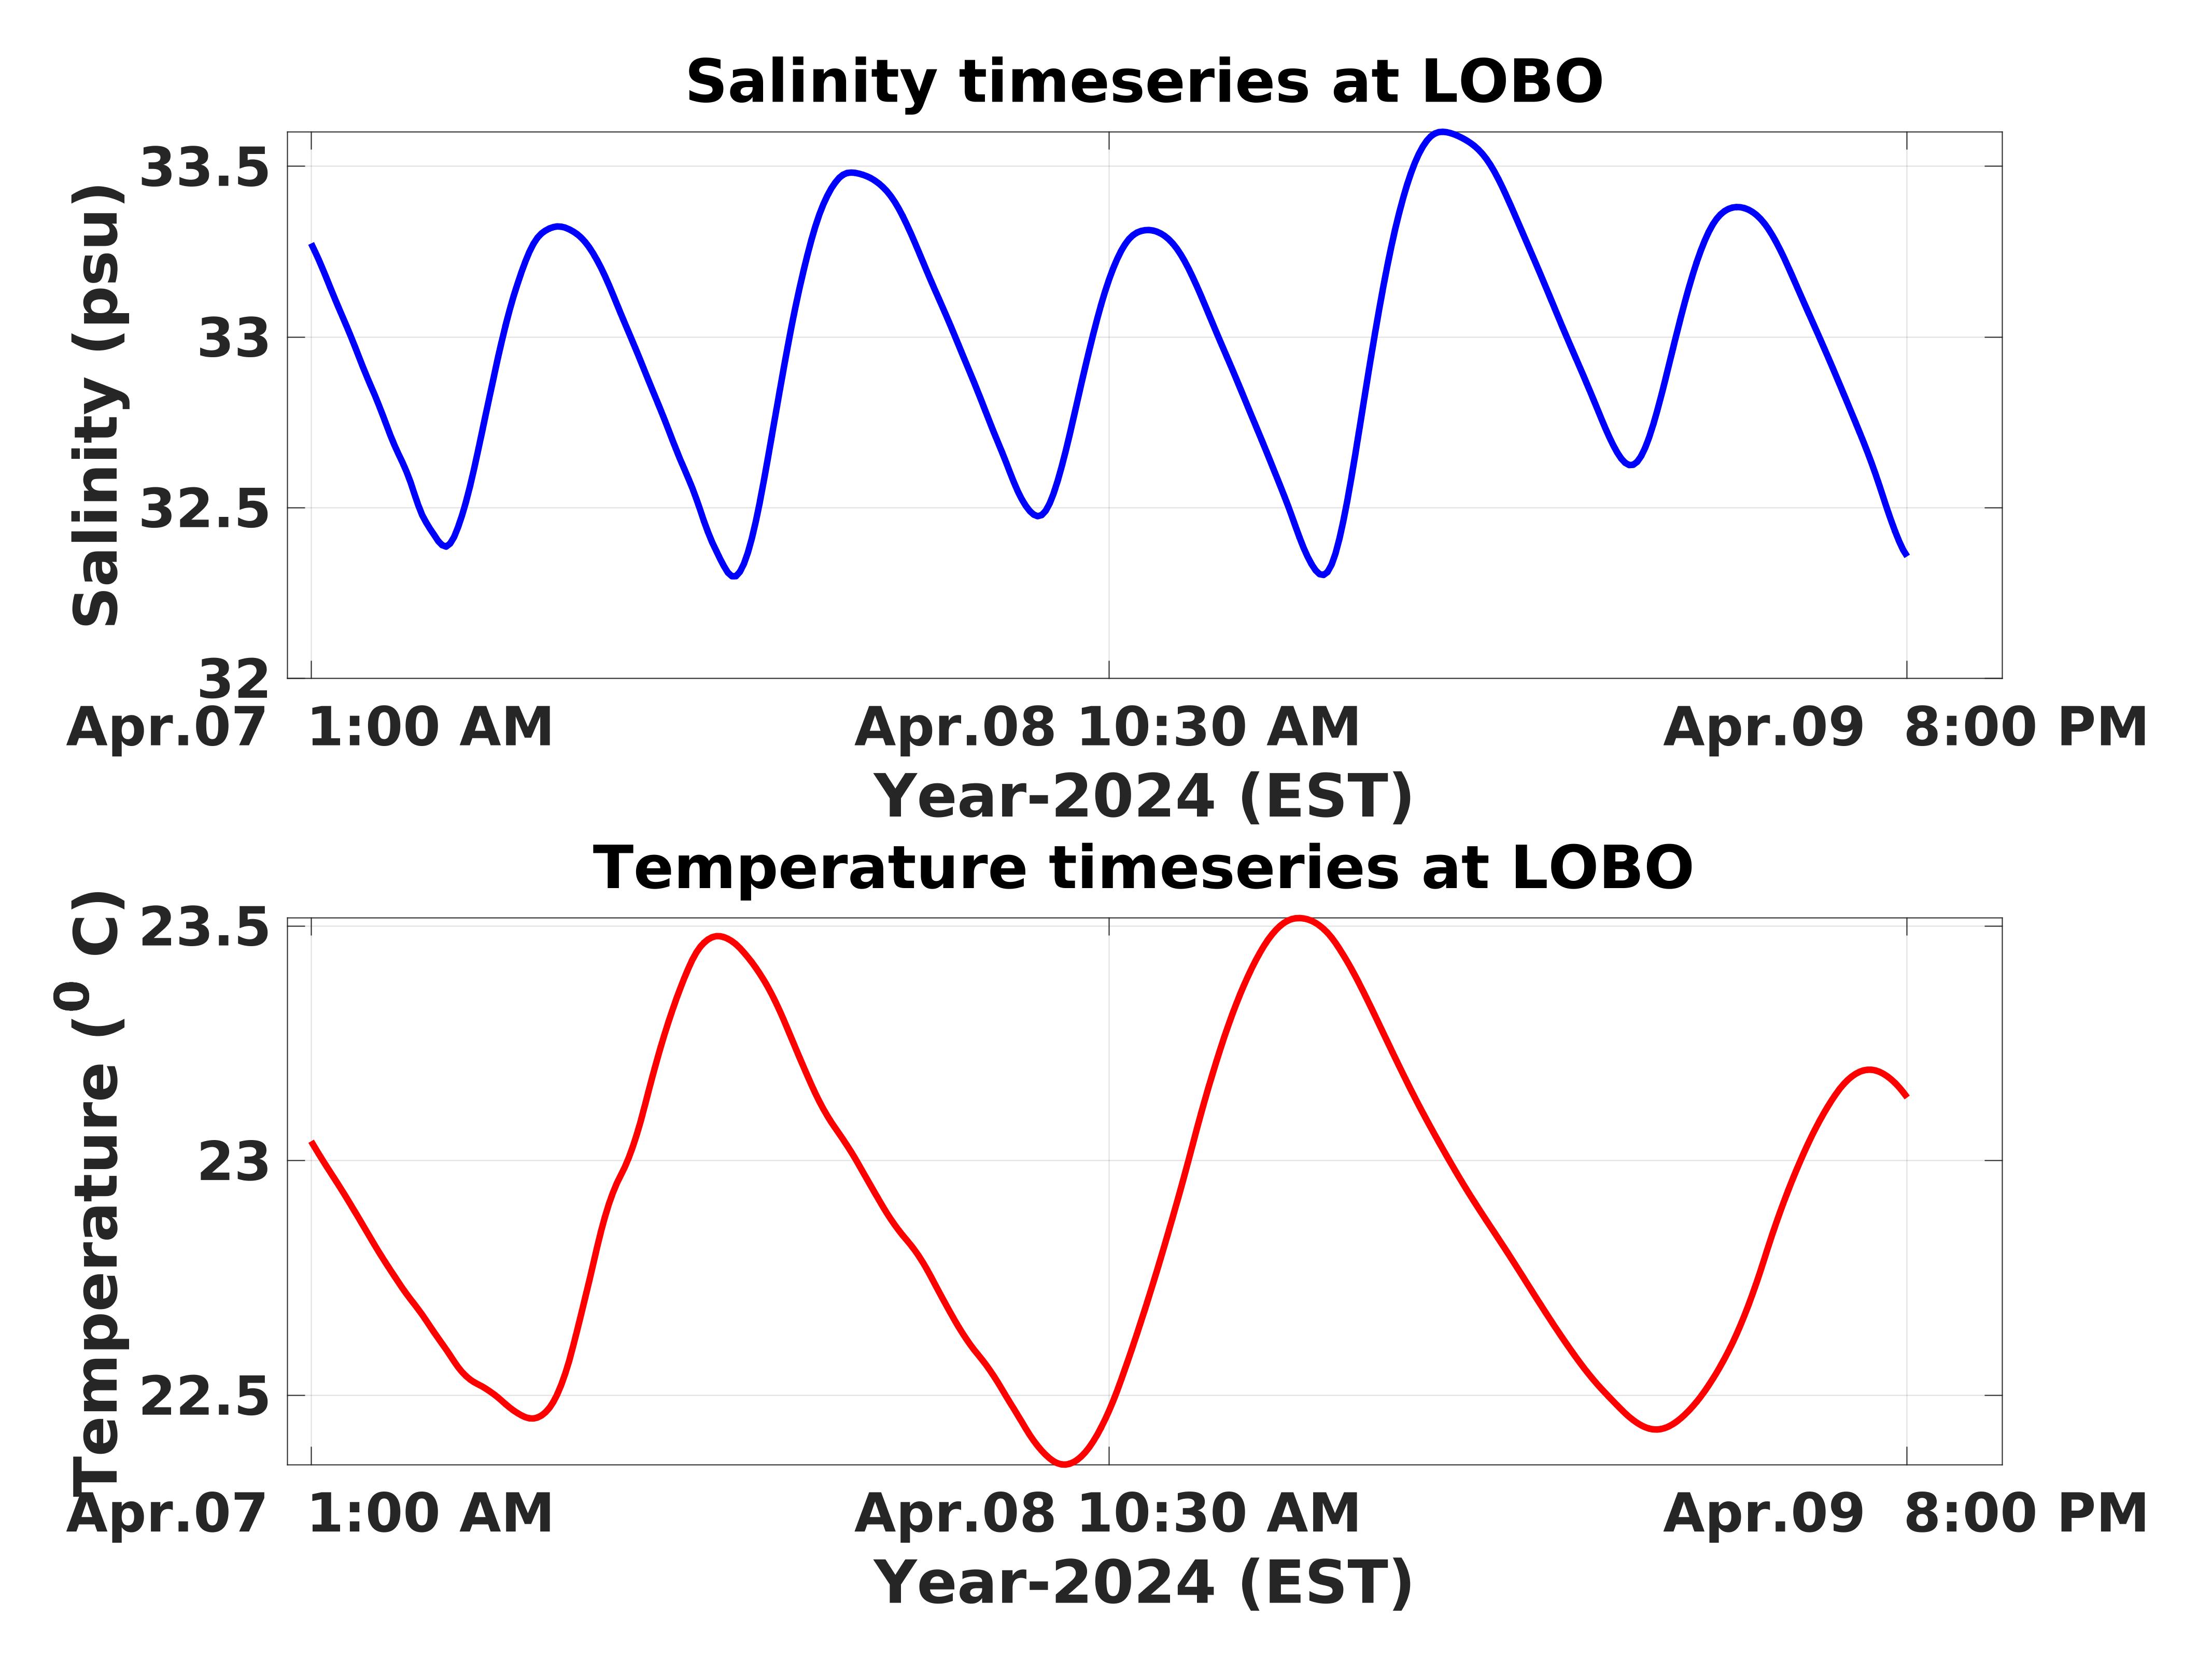 Salinity timeseries at LOBO
Salinity (psu)
33.5
33
32.5
32
Apr.07 1:00 AM Apr.08 10:30 AM Apr.09 8:00 PM
Year-2024 (EST)
Temperature timeseries at LOBO
Temperature (⁰ C)
23.5
23
22.5
Apr.07 1:00 AM Apr.08 10:30 AM Apr.09 8:00 PM
Year-2024 (EST)